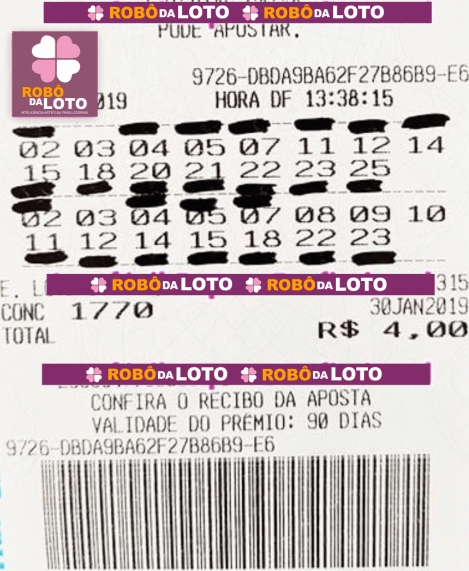 ROBÔ DA LOTO ROBÔ DA LOTO
PODE APOSTAR.
9726-DBDA9BA62F27B86B9-E6
ROBÔ
DA LOTO
019 HORA DF 13:38:15
02 03 04 05 07 11 12 14
15 18 20 21 22 23 25
02 03 04 05 07 08 09 10
11 12 14 15 18 22 23
ROBÔ DA LOTO ROBÔ DA LOTO
315
CONC 1770 30JAN2019
TOTAL R$ 4,00
ROBÔ DA LOTO ROBÔ DA LOTO
CONFIRA O RECIBO DA APOSTA
VALIDADE DO PRÊMIO: 90 DIAS
9726-DBDA9BA62F27B86B9-E6